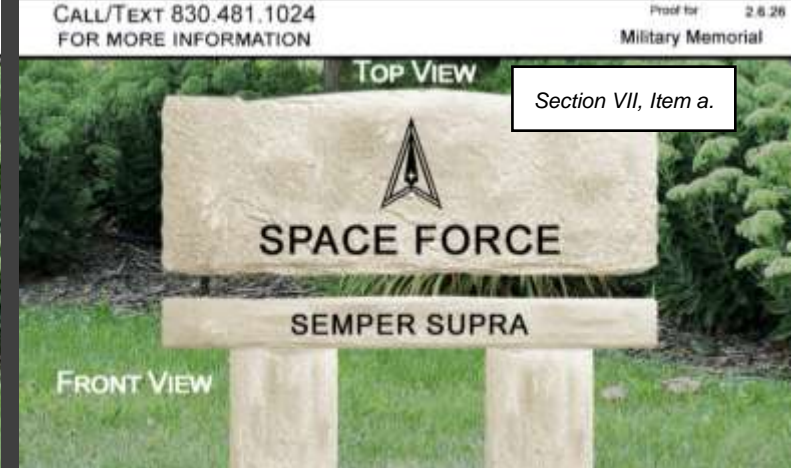 CALL/TEXT 830.481.1024
FOR MORE INFORMATION
Proof for 2.6.26
Military Memorial
TOP VIEW
Section VII, Item a.
SPACE FORCE
SEMPER SUPRA
FRONT VIEW